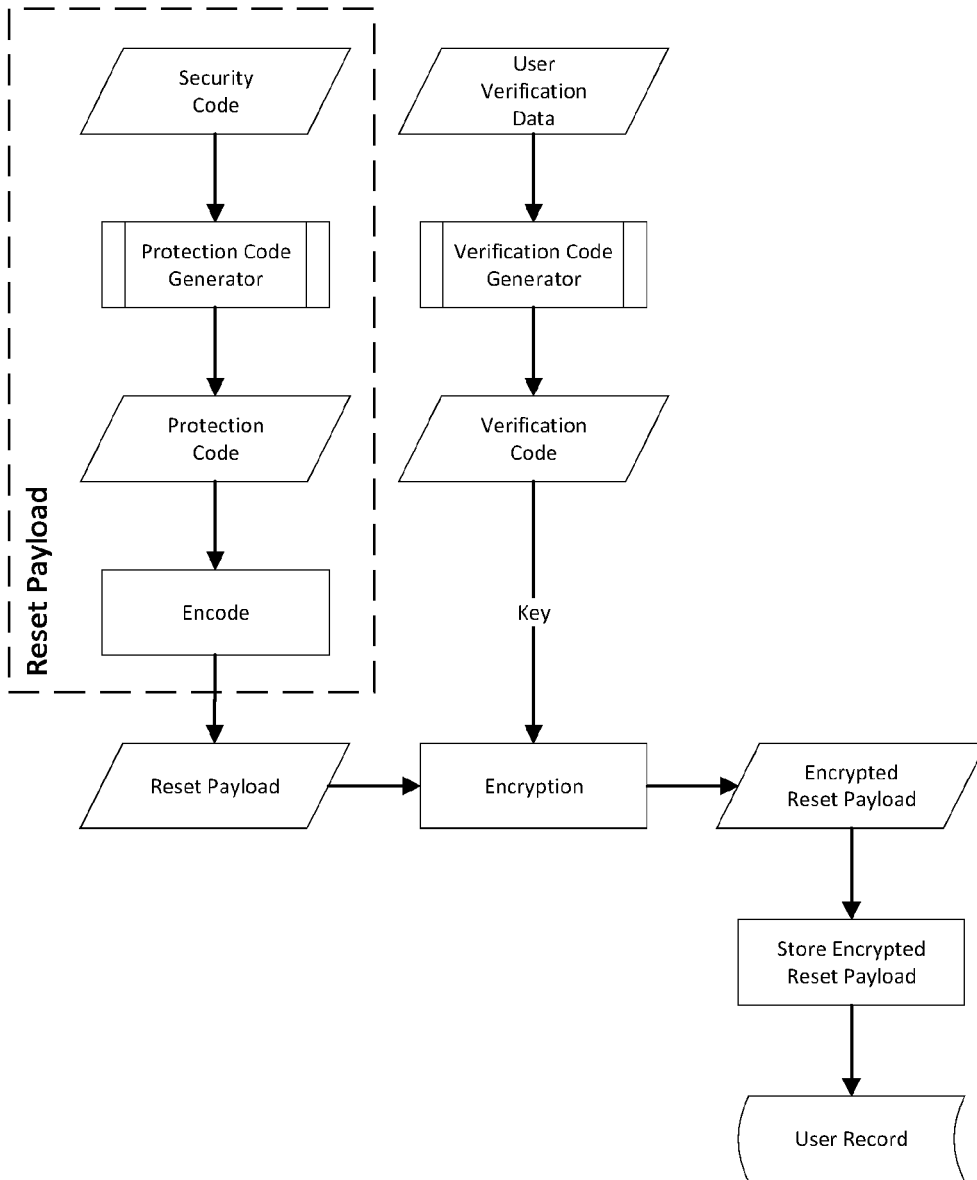 Security
Code
User
Verification
Data
Protection Code
Generator
Verification Code
Generator
Protection
Code
Verification
Code
Reset Payload
Encode
Key
Reset Payload
Encryption
Encrypted
Reset Payload
Store Encrypted
Reset Payload
User Record